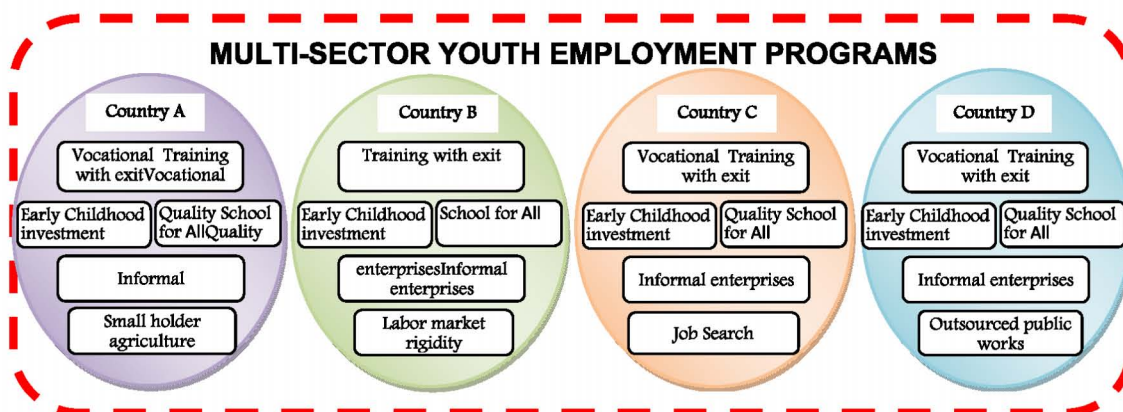 MULTI-SECTOR YOUTH EMPLOYMENT PROGRAMS
Country A
Vocational Training
with exitVocational
Early Childhood
investment
Quality School
for AllQuality
Informal
Small holder
agriculture
Country B
Training with exit
Early Childhood
investment
School for All
enterprisesInformal
enterprises
Labor market
rigidity
Country C
Vocational Training
with exit
Early Childhood
investment
Quality School
for All
Informal enterprises
Job Search
Country D
Vocational Training
with exit
Early Childhood
investment
Quality School
for All
Informal enterprises
Outsourced public
works